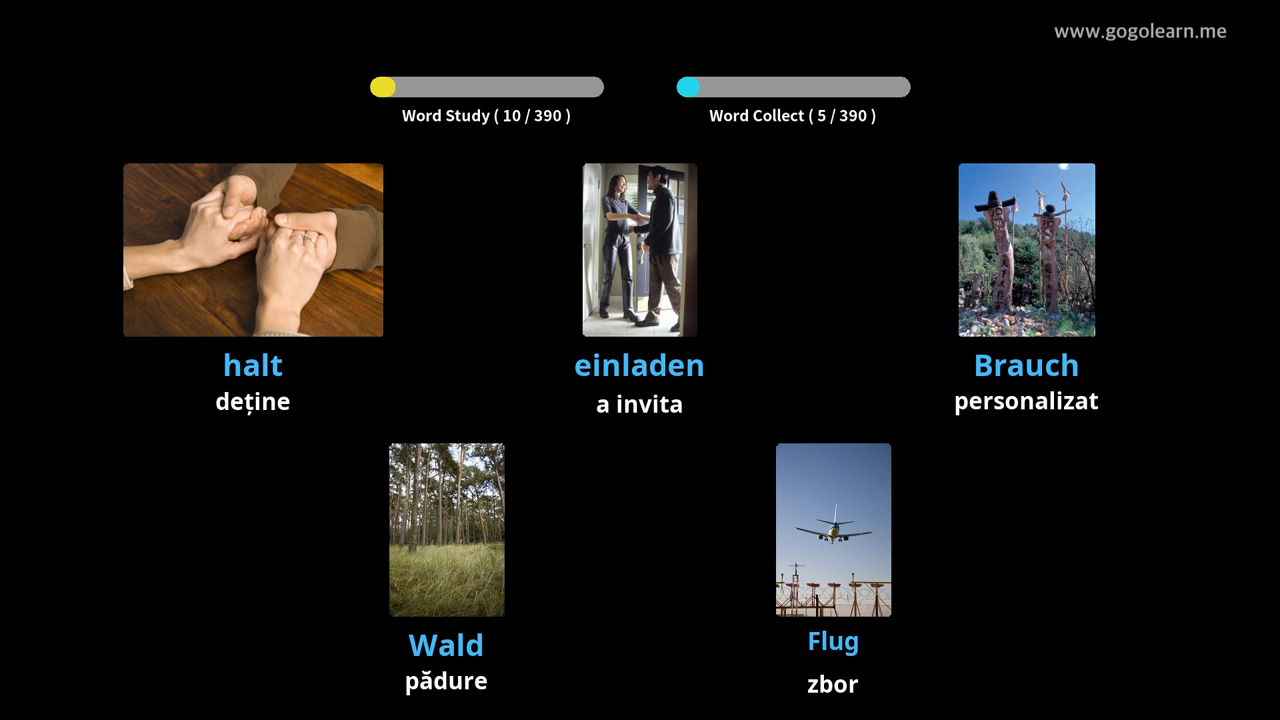 www.gogolearn.me
Word Study ( 10 / 390 )
Word Collect ( 5 / 390 )
halt
deține
einladen
a invita
Brauch
personalizat
Wald
pădure
Flug
zbor